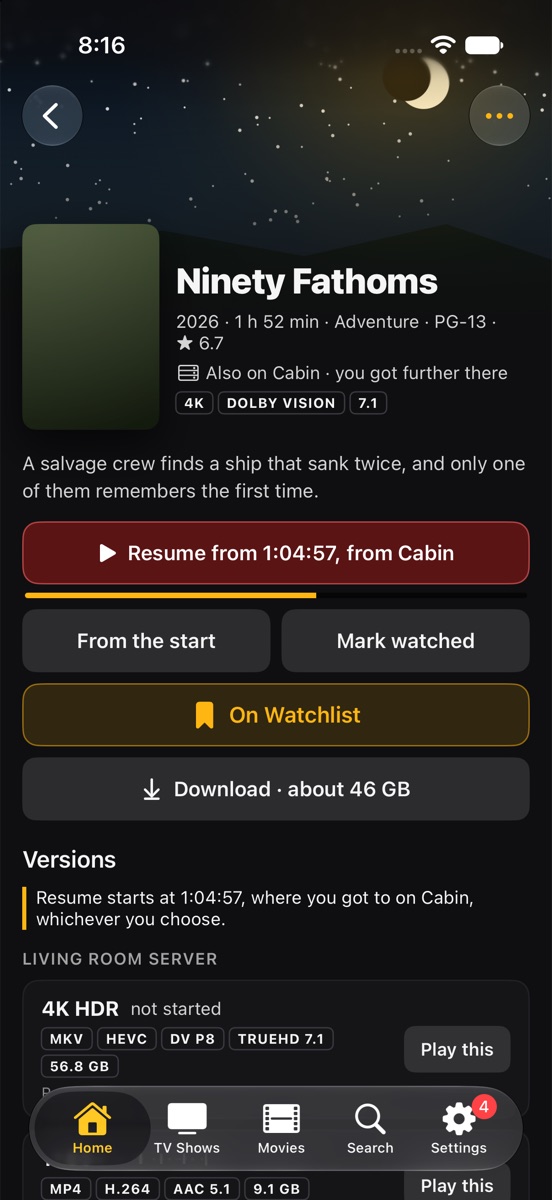 8:16
Ninety Fathoms
2026 · 1 h 52 min · Adventure · PG-13 ·
★ 6.7
Also on Cabin · you got further there
4K DOLBY VISION 7.1
A salvage crew finds a ship that sank twice, and only one
of them remembers the first time.
Resume from 1:04:57, from Cabin
From the start Mark watched
On Watchlist
Download · about 46 GB
Versions
Resume starts at 1:04:57, where you got to on Cabin,
whichever you choose.
LIVING ROOM SERVER
4K HDR not started
MKV HEVC DV P8 TRUEHD 7.1
56.8 GB
Play this
4
Home TV Shows Movies Search Settings
MP4 H.264 AAC 5.1 9.1 GB
Play this